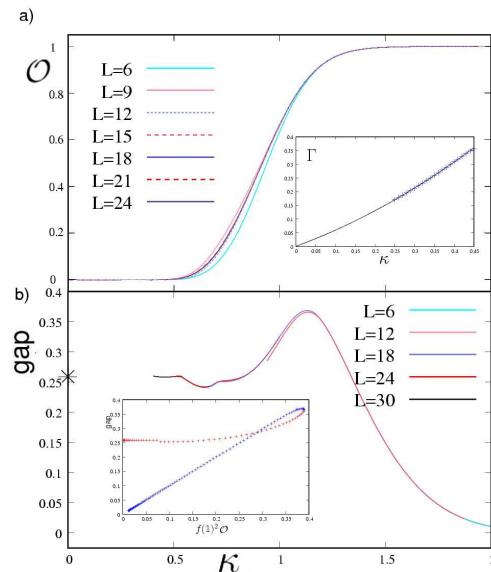 a)
𝒪
1
0.8
0.6
0.4
0.2
0
L=6
L=9
L=12
L=15
L=18
L=21
L=24
Γ
0.4
0.35
0.3
0.25
0.2
0.15
0.1
0.05
0
0 0.05 0.1 0.15 0.2 0.25 0.3 0.35 0.4 0.45
κ
b)
gap
0.4
0.35
0.3
0.25
0.2
0.15
0.1
0.05
0
L=6
L=12
L=18
L=24
L=30
gap
0.4
0.35
0.3
0.25
0.2
0.15
0.1
0.05
0
0 0.05 0.1 0.15 0.2 0.25 0.3 0.35 0.4
f(1)²𝒪
0 0.5 1 1.5 2
κ